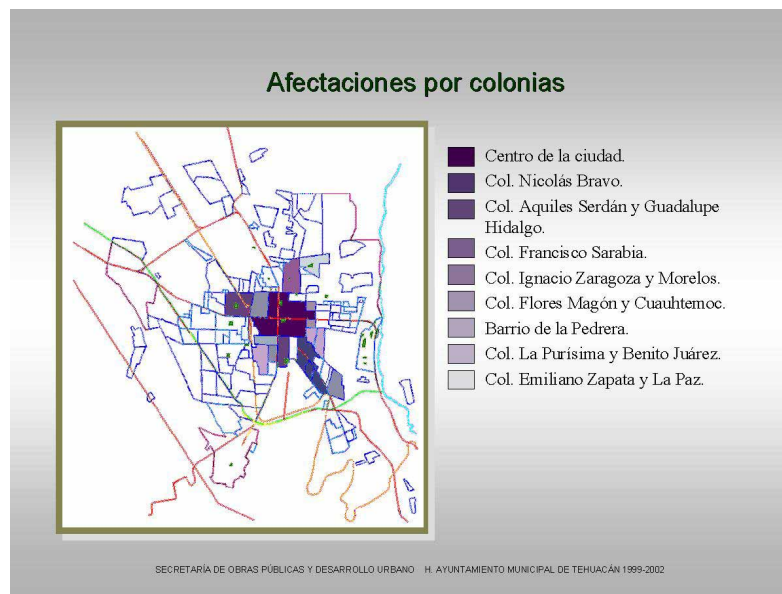 Afectaciones por colonias
Centro de la ciudad.
Col. Nicolás Bravo.
Col. Aquiles Serdán y Guadalupe
Hidalgo.
Col. Francisco Sarabia.
Col. Ignacio Zaragoza y Morelos.
Col. Flores Magón y Cuauhtemoc.
Barrio de la Pedrera.
Col. La Purísima y Benito Juárez.
Col. Emiliano Zapata y La Paz.
SECRETARÍA DE OBRAS PÚBLICAS Y DESARROLLO URBANO H. AYUNTAMIENTO MUNICIPAL DE TEHUACÁN 1999-2002